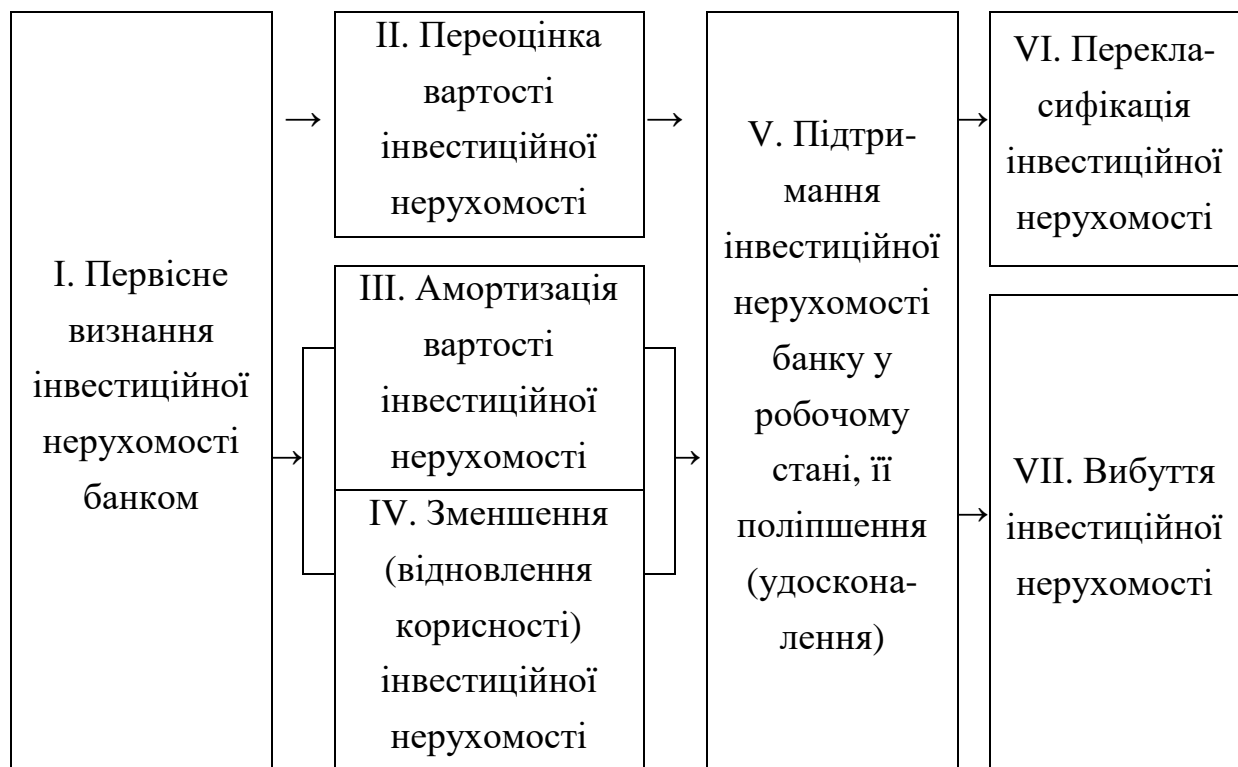 I. Первісне
визнання
інвестиційної
нерухомості
банком
→
II. Переоцінка
вартості
інвестиційної
нерухомості
→
→
III. Амортизація
вартості
інвестиційної
нерухомості
IV. Зменшення
(відновлення
корисності)
інвестиційної
нерухомості
→
V. Підтри-
мання
інвестиційної
нерухомості
банку у
робочому
стані, її
поліпшення
(удоскона-
лення)
→
VI. Перекла-
сифікація
інвестиційної
нерухомості
→
VII. Вибуття
інвестиційної
нерухомості